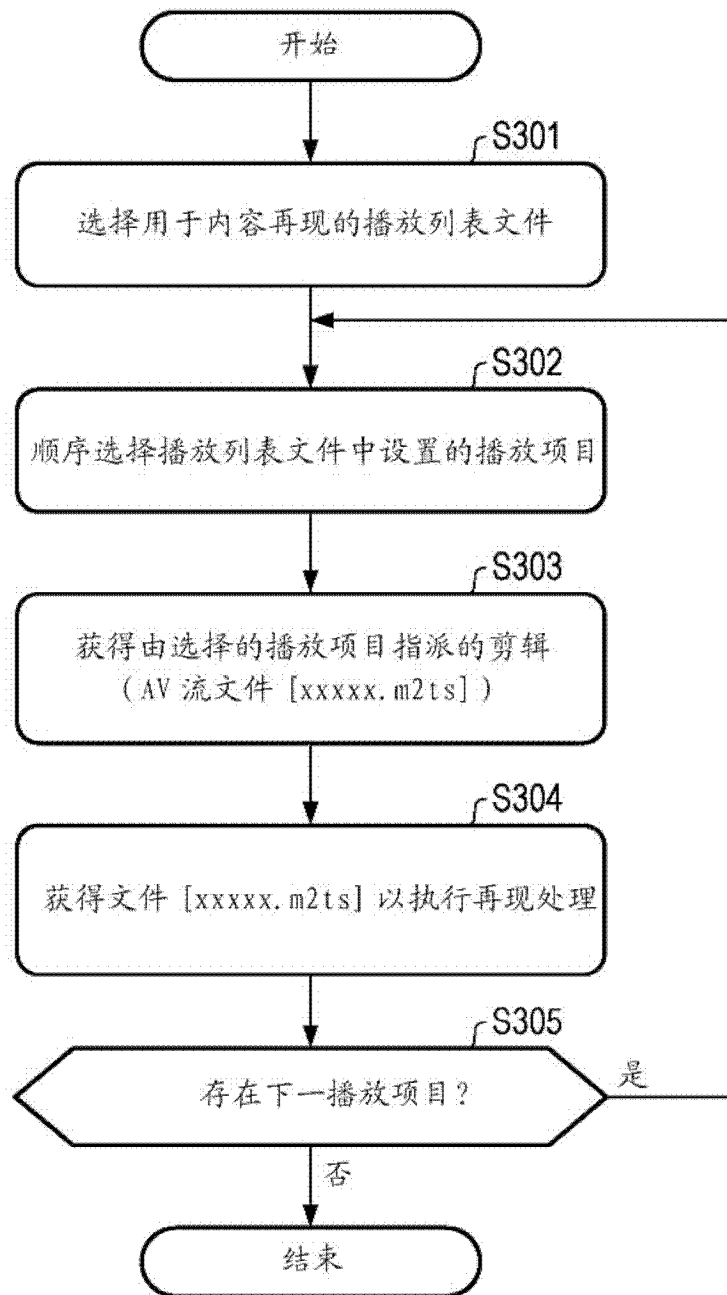 开始
S301
选择用于内容再现的播放列表文件
S302
顺序选择播放列表文件中设置的播放项目
S303
获得由选择的播放项目指派的剪辑
(AV 流文件 [xxxxx.m2ts])
S304
获得文件 [xxxxx.m2ts] 以执行再现处理
S305
存在下一播放项目?
是
否
结束